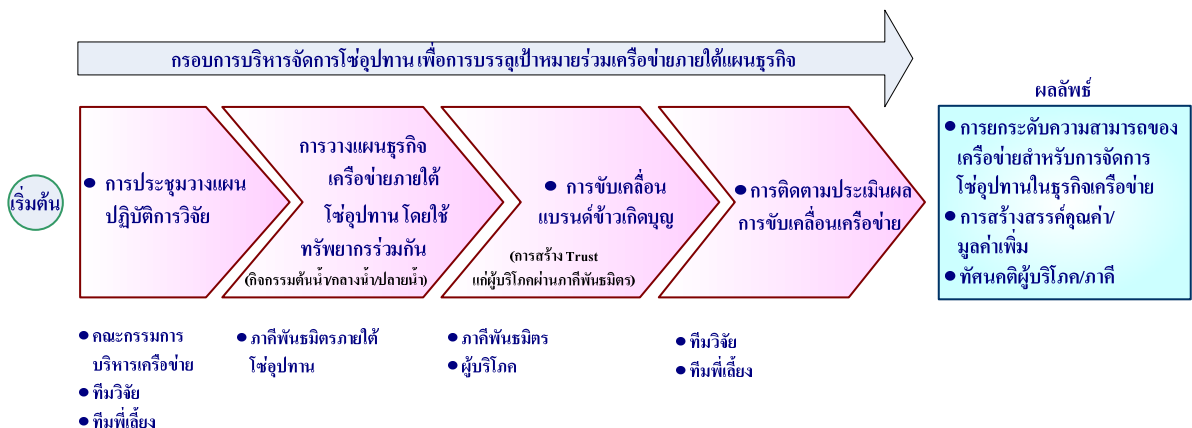 กรอบการบริหารจัดการโซ่อุปทาน เพื่อการบรรลุเป้าหมายร่วมเครือข่ายภายใต้แผนธุรกิจ
เริ่มต้น
• การประชุมวางแผน
ปฏิบัติการวิจัย
การวางแผนธุรกิจ
เครือข่ายภายใต้
โซ่อุปทาน โดยใช้
ทรัพยากรร่วมกัน
(กิจกรรมต้นน้ำ/กลางน้ำ/ปลายน้ำ)
• การขับเคลื่อน
แบรนด์ข้าวเกิดบุญ
(การสร้าง Trust
แก่ผู้บริโภคผ่านภาคีพันธมิตร)
• การติดตามประเมินผล
การขับเคลื่อนเครือข่าย
ผลลัพธ์
• การยกระดับความสามารถของ
เครือข่ายสำหรับการจัดการ
โซ่อุปทานในธุรกิจเครือข่าย
• การสร้างสรรค์คุณค่า/
มูลค่าเพิ่ม
• ทัศนคติผู้บริโภค/ภาคี
• คณะกรรมการ
บริหารเครือข่าย
• ทีมวิจัย
• ทีมพี่เลี้ยง
• ภาคีพันธมิตรภายใต้
โซ่อุปทาน
• ภาคีพันธมิตร
• ผู้บริโภค
• ทีมวิจัย
• ทีมพี่เลี้ยง